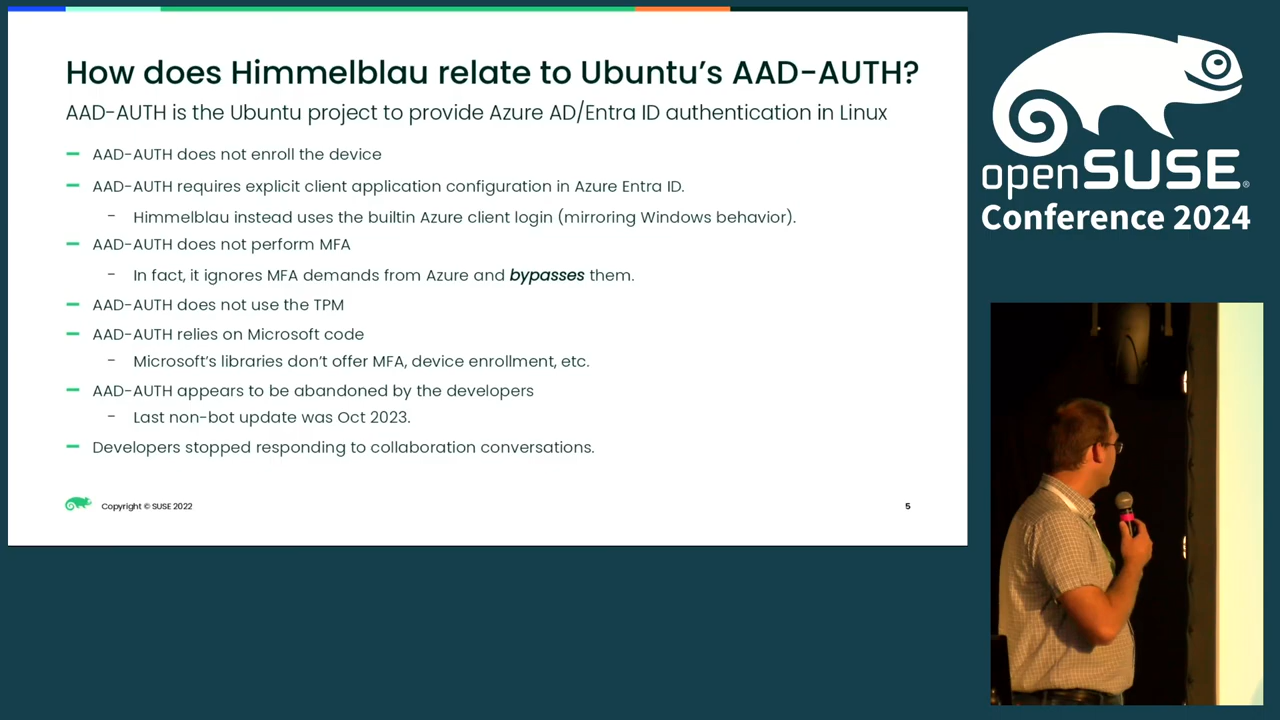 How does Himmelblau relate to Ubuntu's AAD-AUTH?
AAD-AUTH is the Ubuntu project to provide Azure AD/Entra ID authentication in Linux
AAD-AUTH does not enroll the device
AAD-AUTH requires explicit client application configuration in Azure Entra ID.
Himmelblau instead uses the builtin Azure client login (mirroring Windows behavior).
AAD-AUTH does not perform MFA
In fact, it ignores MFA demands from Azure and bypasses them.
AAD-AUTH does not use the TPM
AAD-AUTH relies on Microsoft code
Microsoft's libraries don't offer MFA, device enrollment, etc.
AAD-AUTH appears to be abandoned by the developers
Last non-bot update was Oct 2023.
Developers stopped responding to collaboration conversations.
Copyright © SUSE 2022
5
openSUSE®
Conference 2024